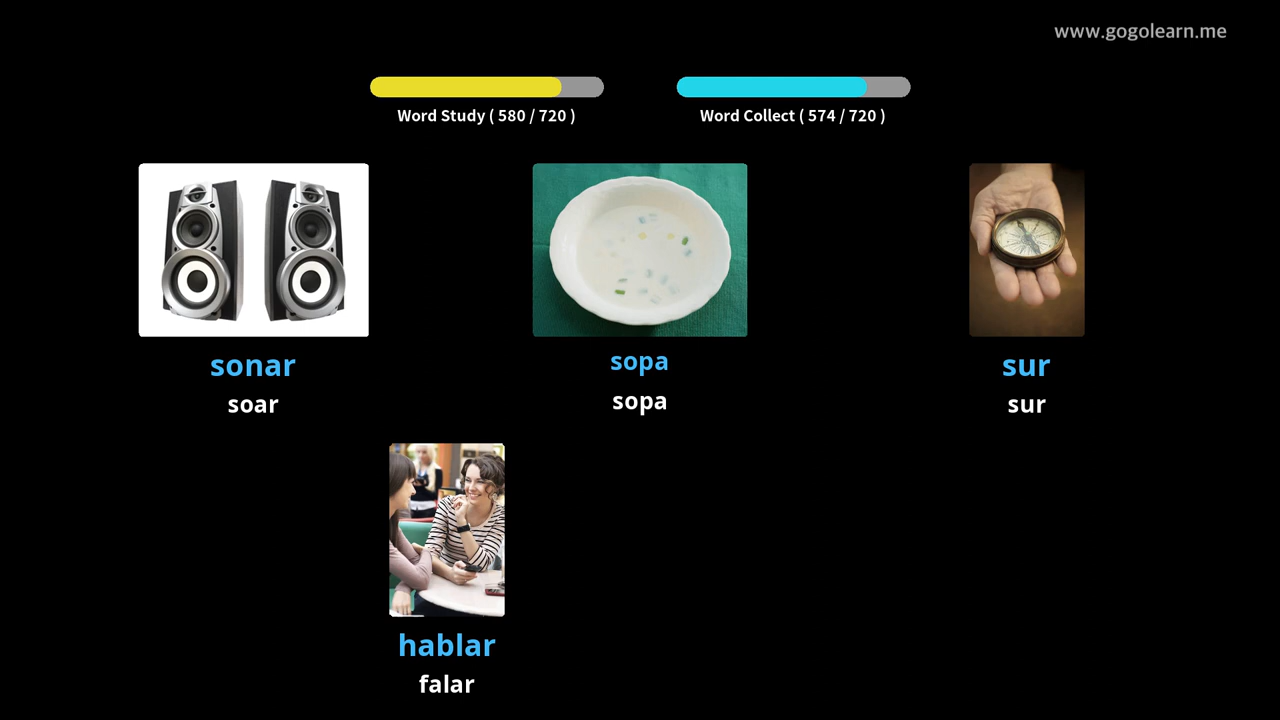 www.gogolearn.me
Word Study ( 580 / 720 )
Word Collect ( 574 / 720 )
sonar
soar
sopa
sopa
sur
sur
hablar
falar